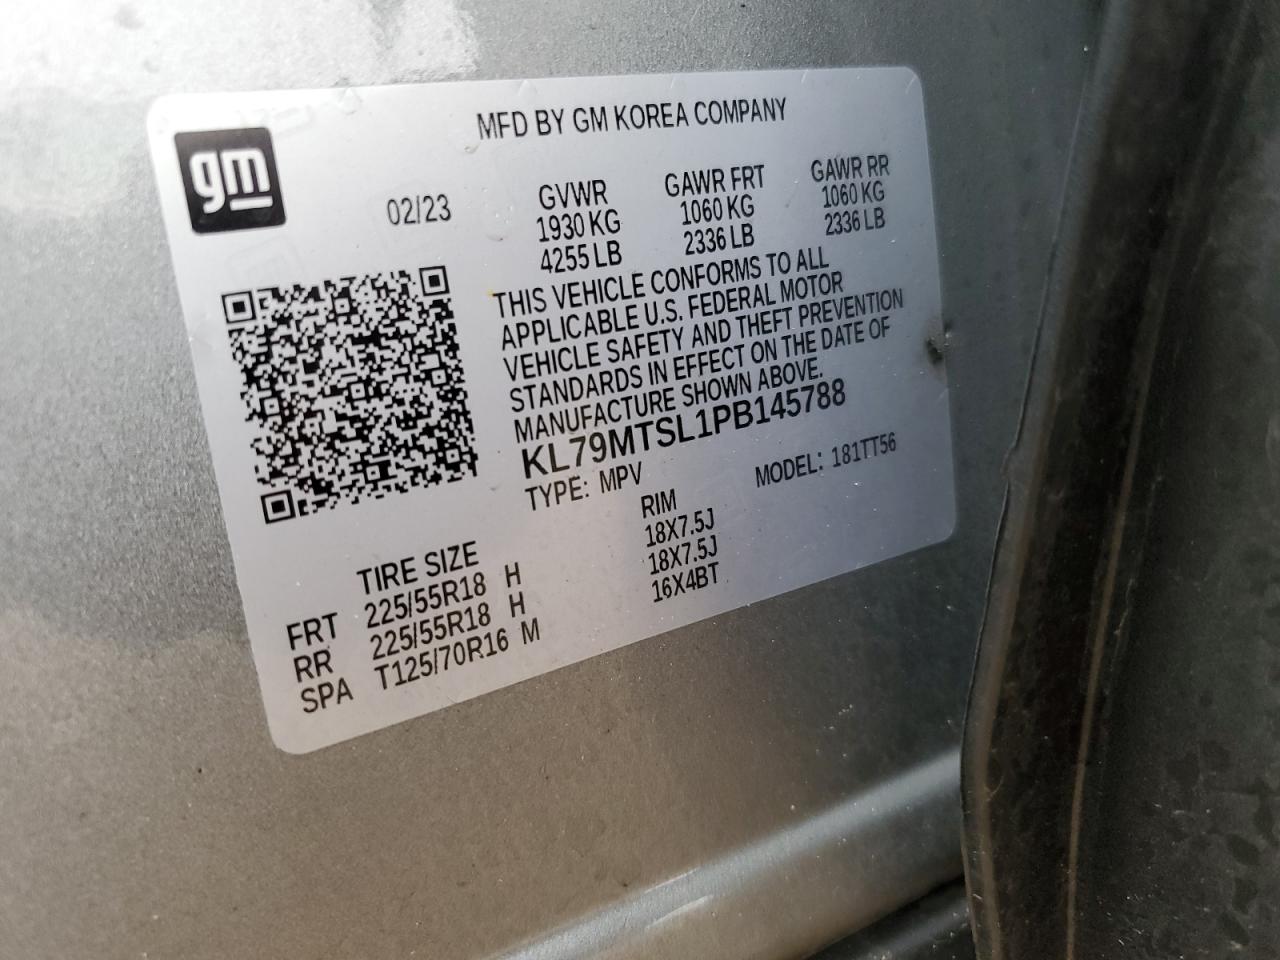 MFD BY GM KOREA COMPANY
gm
02/23
GVWR GAWR FRT GAWR RR
1930 KG 1060 KG 1060 KG
4255 LB 2336 LB 2336 LB
THIS VEHICLE CONFORMS TO ALL
APPLICABLE U.S. FEDERAL MOTOR
VEHICLE SAFETY AND THEFT PREVENTION
STANDARDS IN EFFECT ON THE DATE OF
MANUFACTURE SHOWN ABOVE.
KL79MTSL1PB145788
TYPE: MPV MODEL: 181TT56
TIRE SIZE RIM
FRT 225/55R18 H 18X7.5J
RR 225/55R18 H 18X7.5J
SPA T125/70R16 M 16X4BT